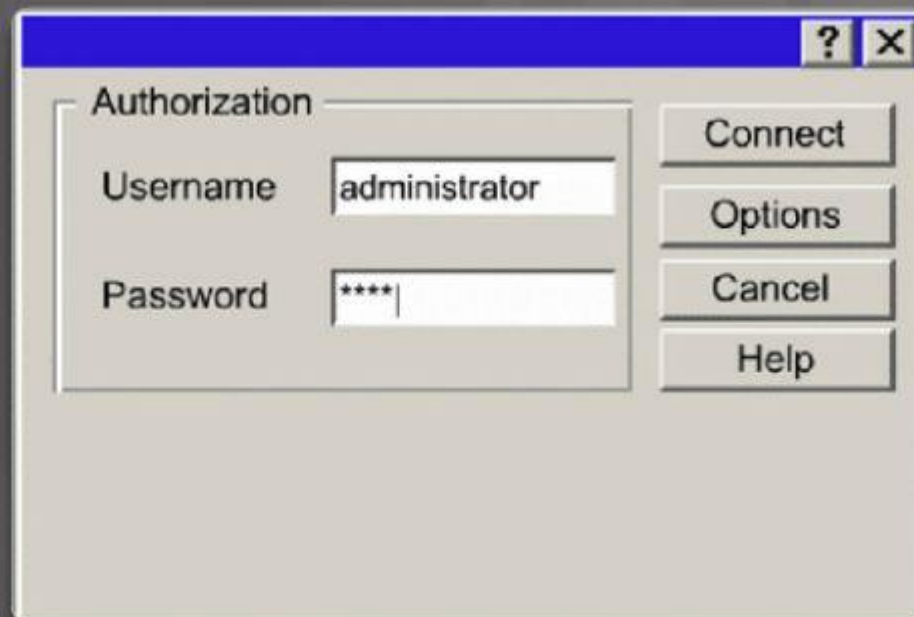 ? X
Authorization
Username administrator
Password ****
Connect
Options
Cancel
Help